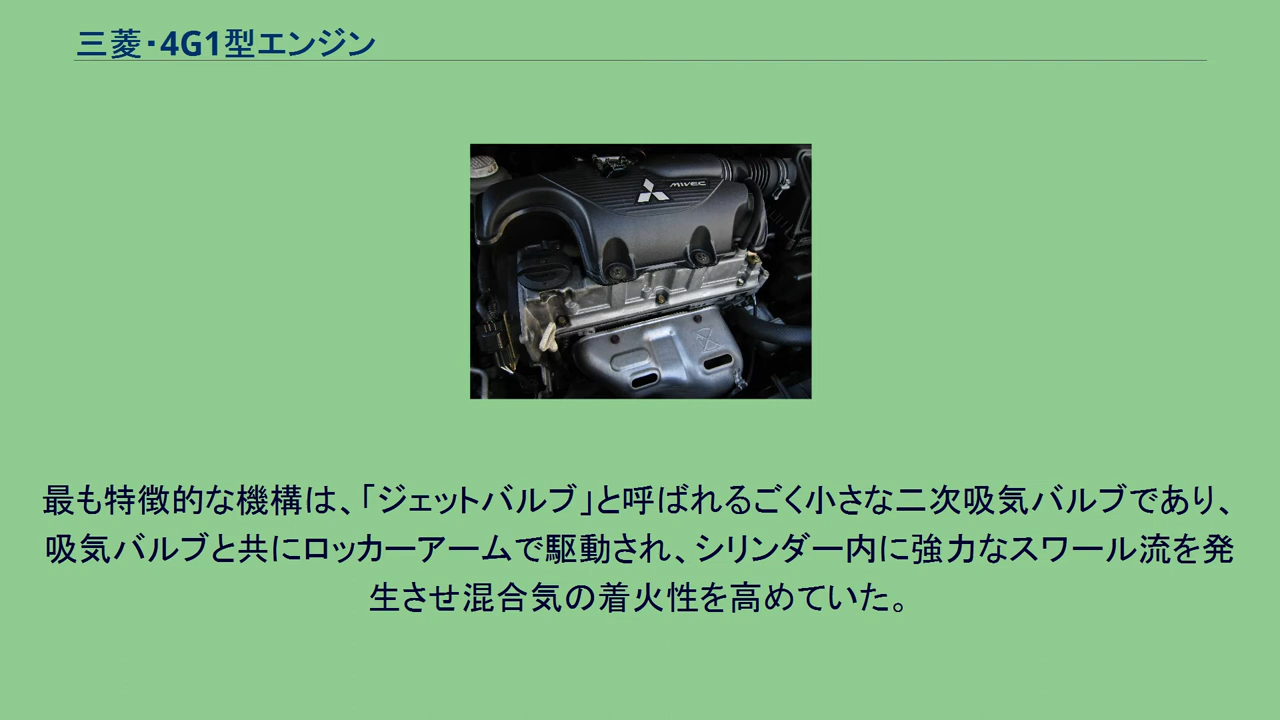 三菱・4G1型エンジン
MIVEC
最も特徴的な機構は、「ジェットバルブ」と呼ばれるごく小さな二次吸気バルブであり、
吸気バルブと共にロッカーアームで駆動され、シリンダー内に強力なスワール流を発
生させ混合気の着火性を高めていた。